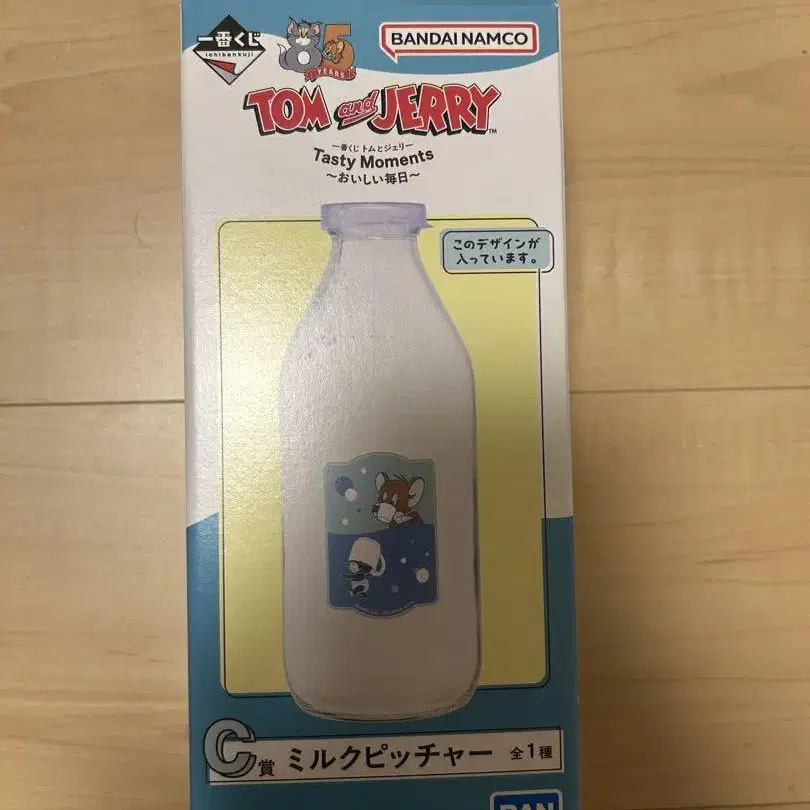 一番くじ
ichibankuji
85
YEARS
BANDAI NAMCO
TOM and JERRY™
一番くじ トムとジェリー
Tasty Moments
～おいしい毎日～
このデザインが
入っています。
C賞 ミルクピッチャー 全1種
BAN